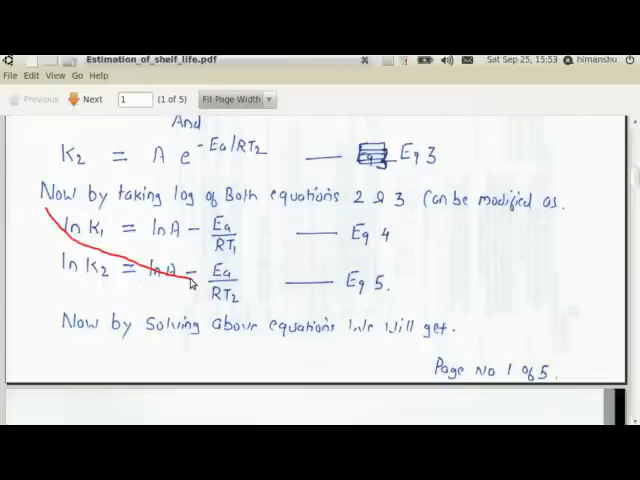 Estimation_of_shelf_life.pdf
Sat Sep 25, 15:53 himanshu
File Edit View Go Help
Previous Next 1 (1 of 5) Fit Page Width
And
K2 = A e^-Ea/RT2 —— Eq 3
Now by taking log of Both equations 2 & 3 Can be modified as.
ln K1 = ln A - Ea/RT1 —— Eq 4
ln K2 = ln A - Ea/RT2 —— Eq 5.
Now by Solving above equations We Will get.
Page No 1 of 5.